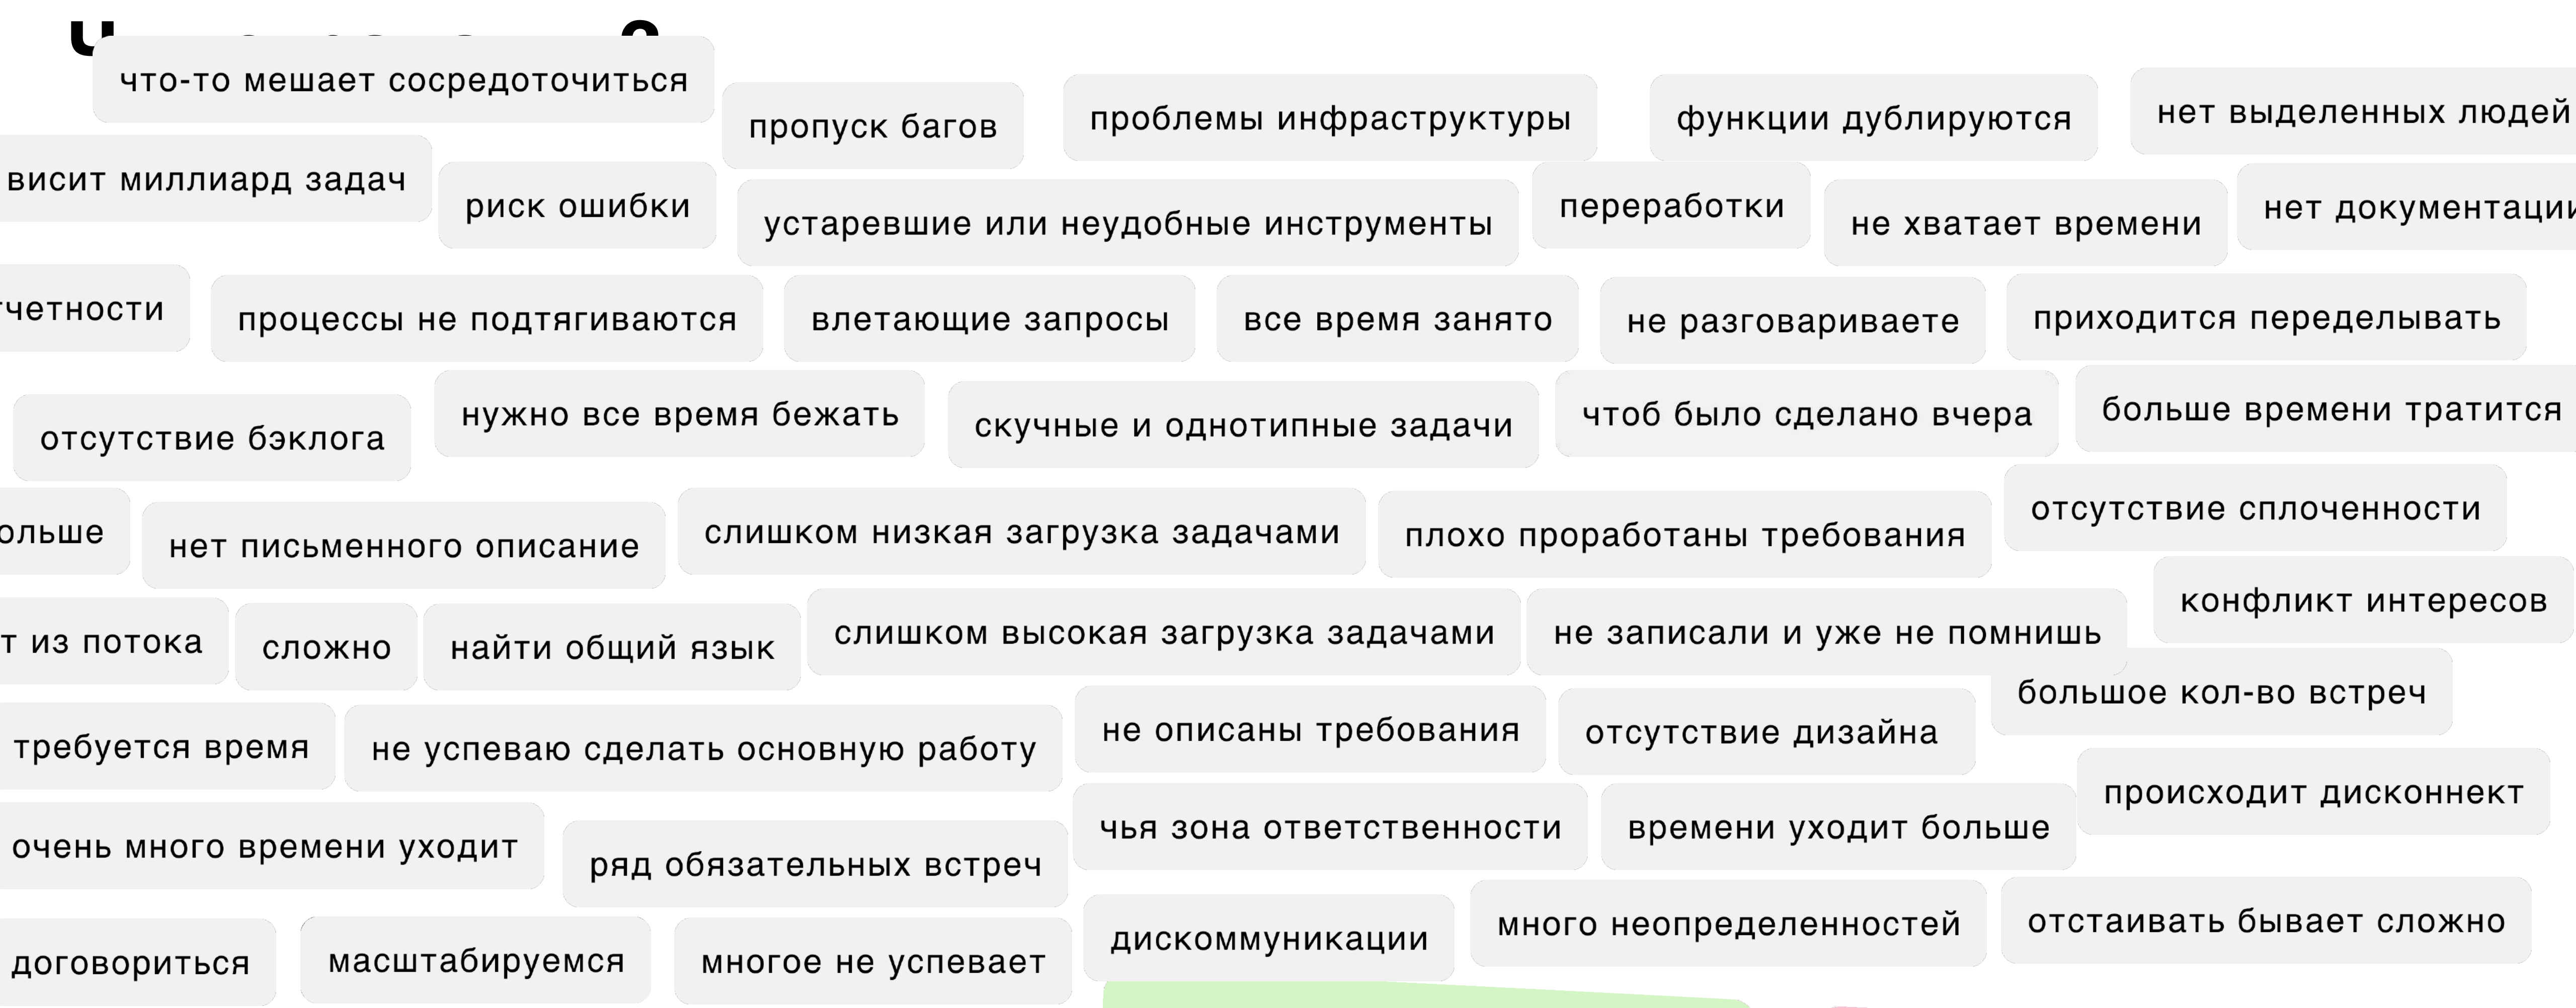 что-то мешает сосредоточиться
пропуск багов
проблемы инфраструктуры
функции дублируются
нет выделенных людей
висит миллиард задач
риск ошибки
устаревшие или неудобные инструменты
переработки
не хватает времени
нет документации
процессы не подтягиваются
влетающие запросы
все время занято
не разговариваете
приходится переделывать
отсутствие бэклога
нужно все время бежать
скучные и однотипные задачи
чтоб было сделано вчера
больше времени тратится
нет письменного описание
слишком низкая загрузка задачами
плохо проработаны требования
отсутствие сплоченности
из потока
сложно
найти общий язык
слишком высокая загрузка задачами
не записали и уже не помнишь
конфликт интересов
большое кол-во встреч
требуется время
не успеваю сделать основную работу
не описаны требования
отсутствие дизайна
происходит дисконнект
очень много времени уходит
ряд обязательных встреч
чья зона ответственности
времени уходит больше
договориться
масштабируемся
многое не успевает
дискоммуникации
много неопределенностей
отстаивать бывает сложно